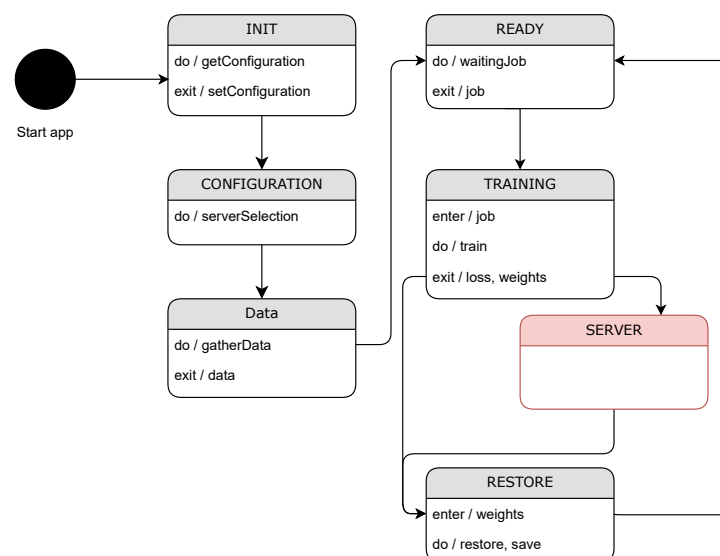 Start app
INIT
do / getConfiguration
exit / setConfiguration
CONFIGURATION
do / serverSelection
Data
do / gatherData
exit / data
READY
do / waitingJob
exit / job
TRAINING
enter / job
do / train
exit / loss, weights
SERVER
RESTORE
enter / weights
do / restore, save